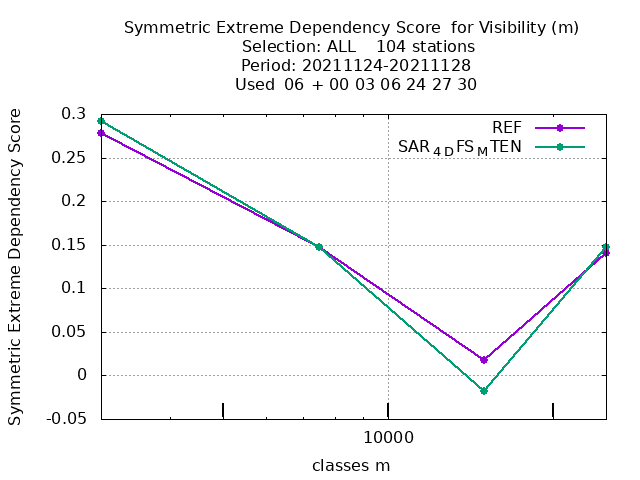 Symmetric Extreme Dependency Score  for Visibility (m)
Selection: ALL    104 stations
Period: 20211124-20211128
Used  06 + 00 03 06 24 27 30
REF
SAR4DFSMTEN
Symmetric Extreme Dependency Score
0.3
0.25
0.2
0.15
0.1
0.05
0
-0.05
10000
classes m